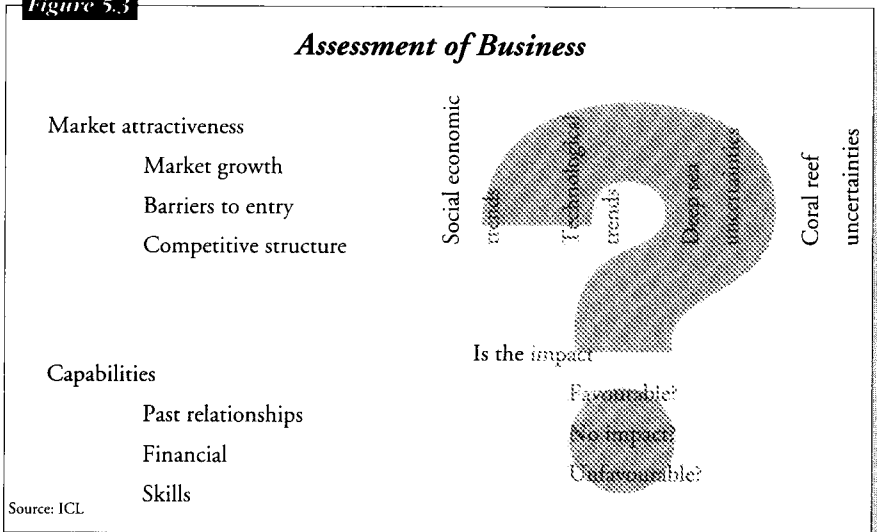 Figure 5.3
Assessment of Business
Market attractiveness
Market growth
Barriers to entry
Competitive structure
Social economic
trends
Technological
trends
Deep sea
uncertainties
Coral reef
uncertainties
Is the impact
Favourable?
No impact?
Unfavourable?
Capabilities
Past relationships
Financial
Skills
Source: ICL